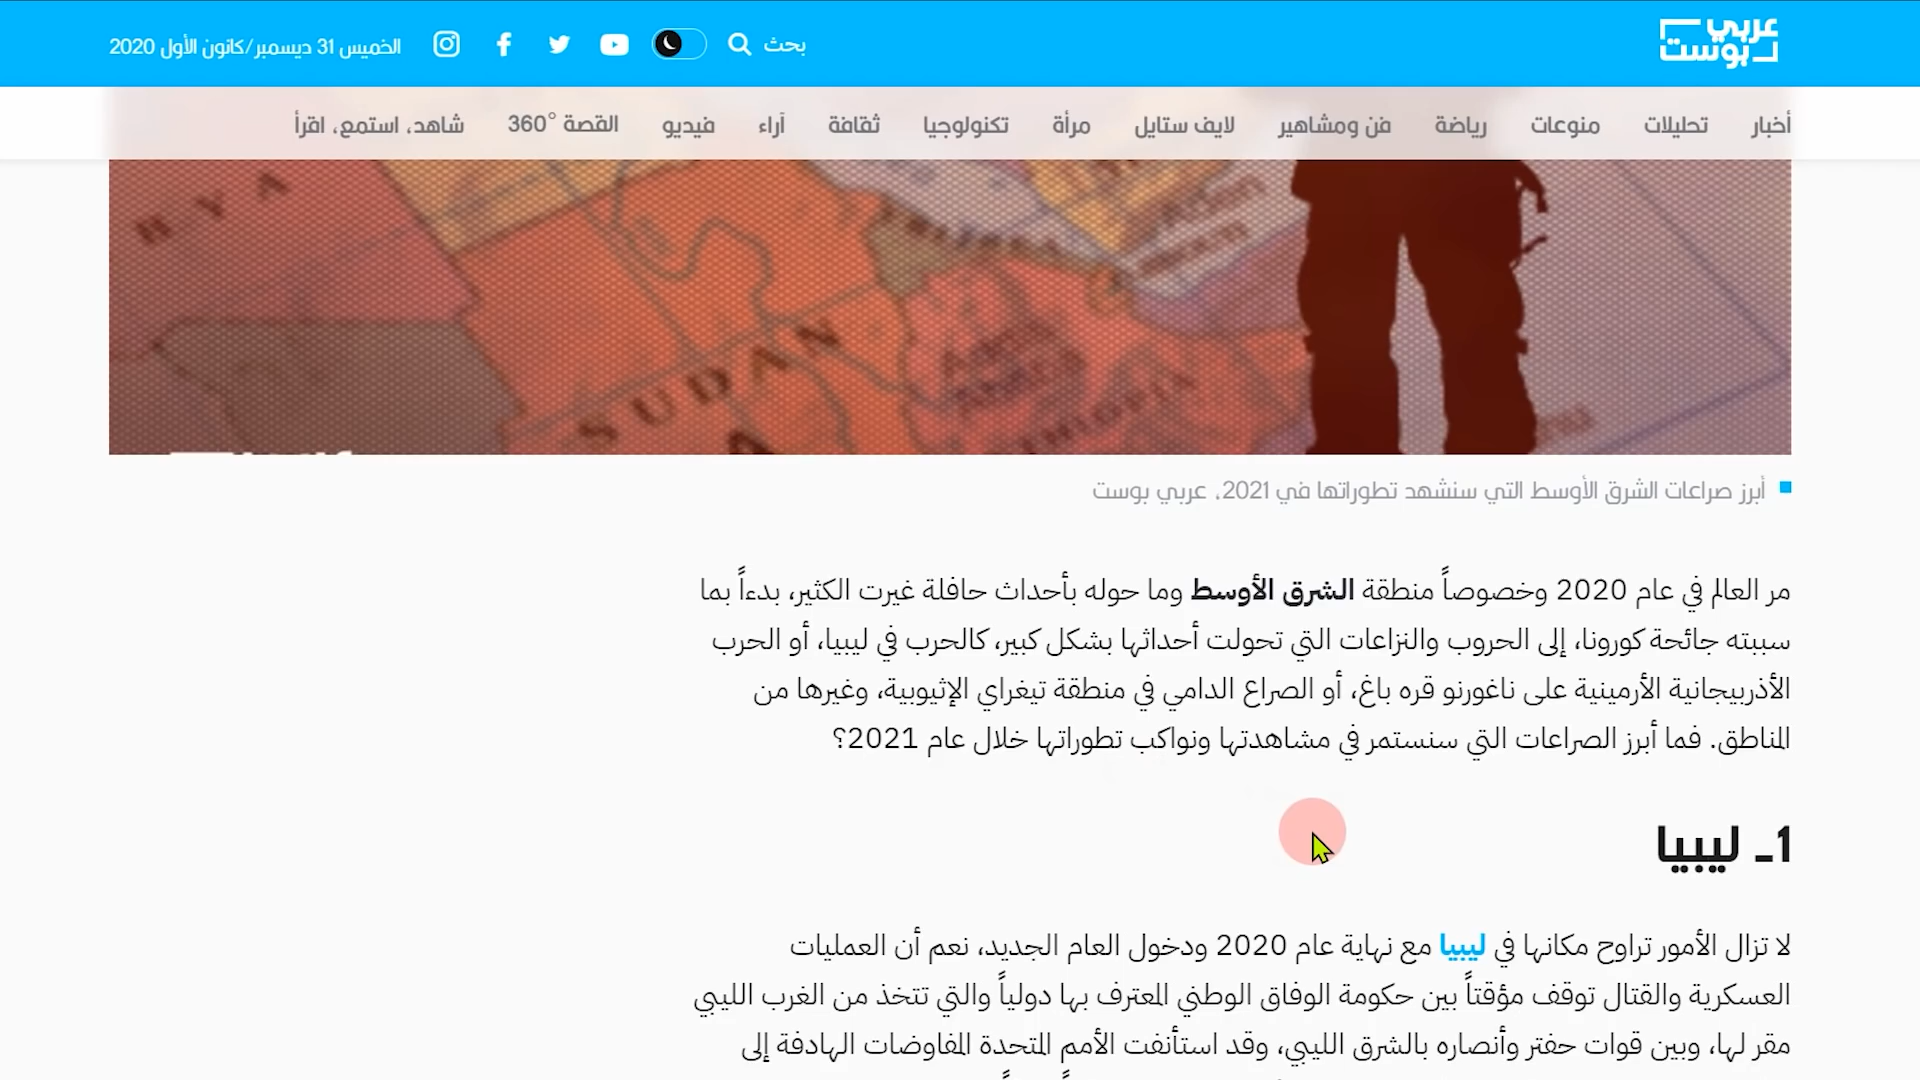 عربي
بوست
بحث
الخميس 31 ديسمبر/كانون الأول 2020
أخبار تحليلات منوعات رياضة فن ومشاهير لايف ستايل مرأة تكنولوجيا ثقافة آراء فيديو القصة 360° شاهد، استمع، اقرأ
SUDAN
أبرز صراعات الشرق الأوسط التي سنشهد تطوراتها في 2021، عربي بوست
مر العالم في عام 2020 وخصوصاً منطقة الشرق الأوسط وما حوله بأحداث حافلة غيرت الكثير، بدءاً بما
سببته جائحة كورونا، إلى الحروب والنزاعات التي تحولت أحداثها بشكل كبير، كالحرب في ليبيا، أو الحرب
الأذربيجانية الأرمينية على ناغورنو قره باغ، أو الصراع الدامي في منطقة تيغراي الإثيوبية، وغيرها من
المناطق. فما أبرز الصراعات التي سنستمر في مشاهدتها ونواكب تطوراتها خلال عام 2021؟
1ـ ليبيا
لا تزال الأمور تراوح مكانها في ليبيا مع نهاية عام 2020 ودخول العام الجديد، نعم أن العمليات
العسكرية والقتال توقف مؤقتاً بين حكومة الوفاق الوطني المعترف بها دولياً والتي تتخذ من الغرب الليبي
مقر لها، وبين قوات حفتر وأنصاره بالشرق الليبي، وقد استأنفت الأمم المتحدة المفاوضات الهادفة إلى